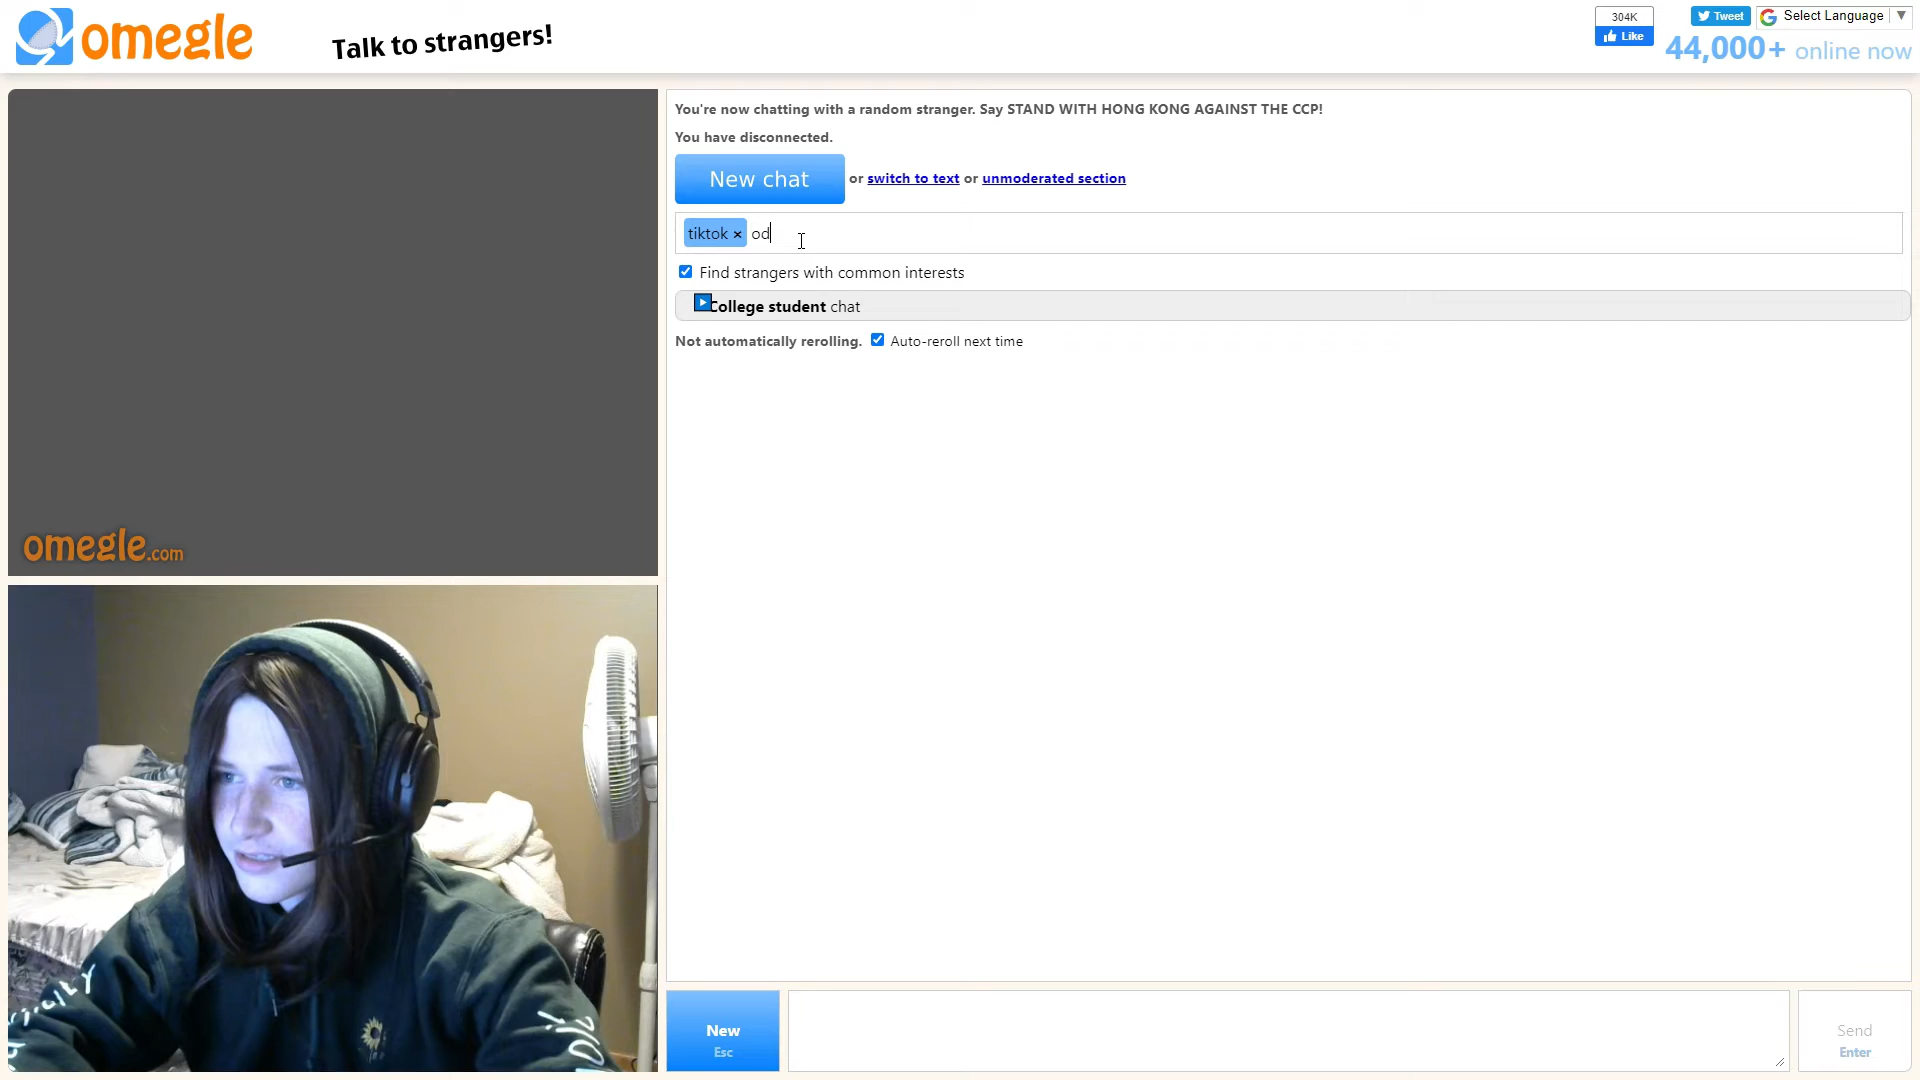 omegle
Talk to strangers!
304K
Like
Tweet
Select Language
44,000+ online now
omegle.com
You're now chatting with a random stranger. Say STAND WITH HONG KONG AGAINST THE CCP!
You have disconnected.
New chat or switch to text or unmoderated section
tiktok × od
Find strangers with common interests
College student chat
Not automatically rerolling. Auto-reroll next time
New
Esc
Send
Enter